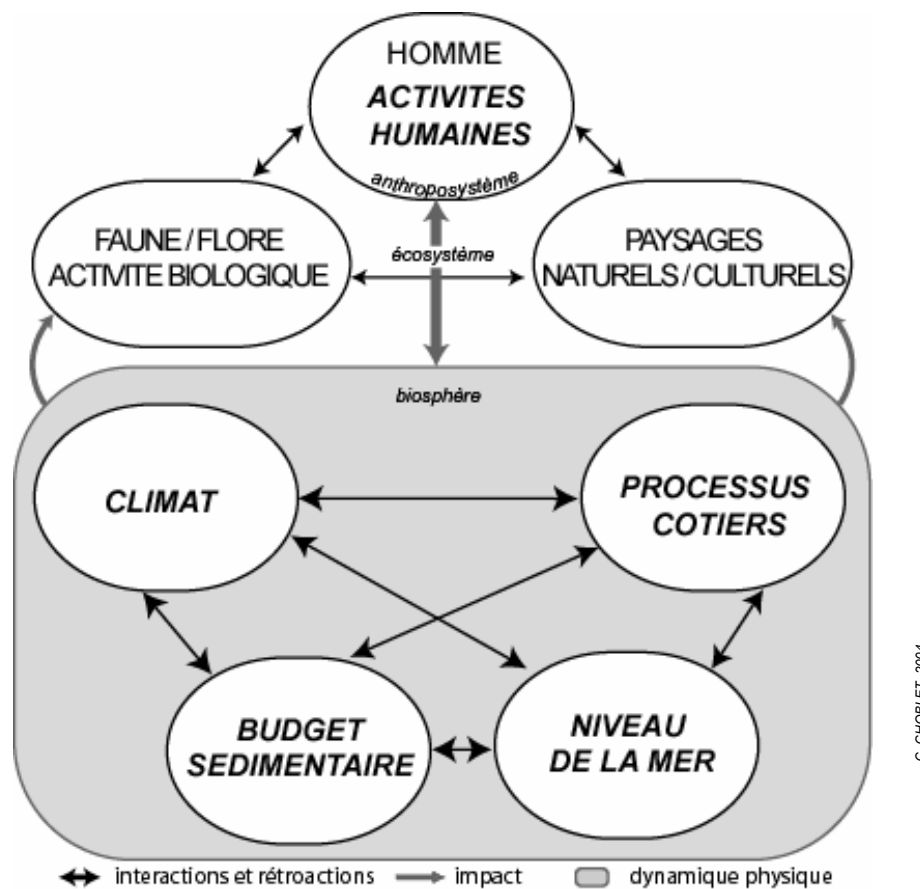 HOMME
ACTIVITES
HUMAINES
anthroposystème
FAUNE / FLORE
ACTIVITE BIOLOGIQUE
écosystème
PAYSAGES
NATURELS / CULTURELS
biosphère
CLIMAT
PROCESSUS
COTIERS
BUDGET
SEDIMENTAIRE
NIVEAU
DE LA MER
interactions et rétroactions
impact
dynamique physique
C. CHOBLET, 2004